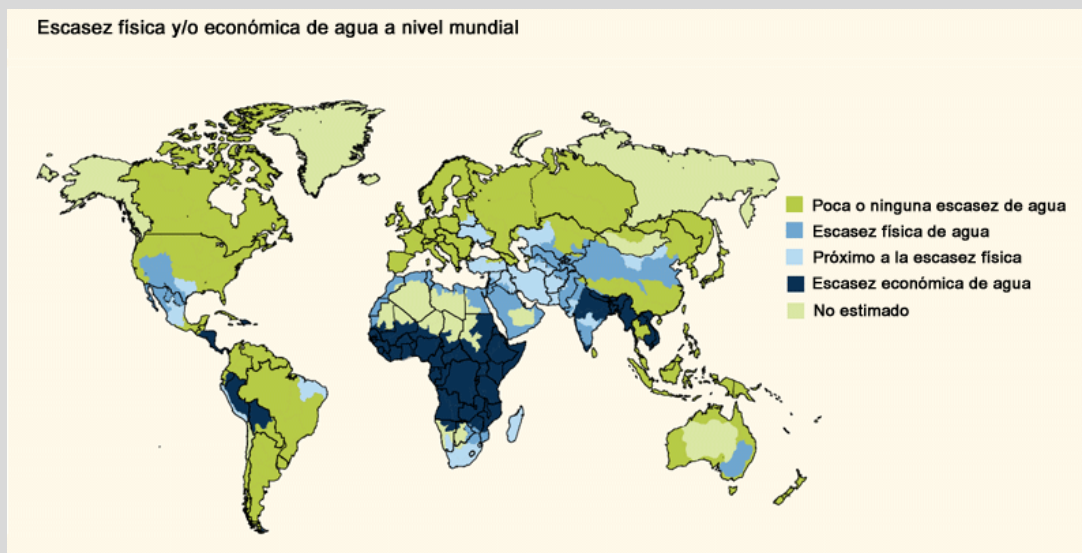 Escasez física y/o económica de agua a nivel mundial
Poca o ninguna escasez de agua
Escasez física de agua
Próximo a la escasez física
Escasez económica de agua
No estimado